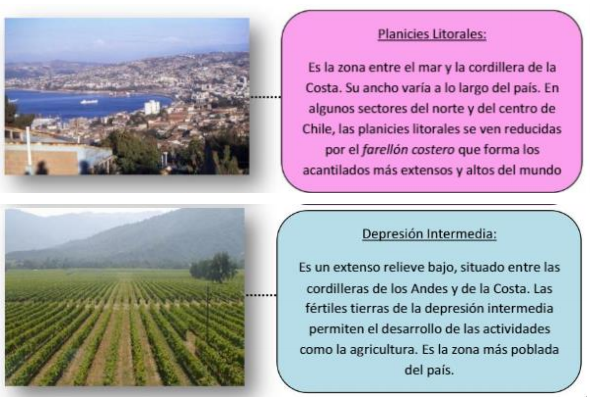 Planicies Litorales:
Es la zona entre el mar y la cordillera de la
Costa. Su ancho varía a lo largo del país. En
algunos sectores del norte y del centro de
Chile, las planicies litorales se ven reducidas
por el farellón costero que forma los
acantilados más extensos y altos del mundo
Depresión Intermedia:
Es un extenso relieve bajo, situado entre las
cordilleras de los Andes y de la Costa. Las
fértiles tierras de la depresión intermedia
permiten el desarrollo de las actividades
como la agricultura. Es la zona más poblada
del país.